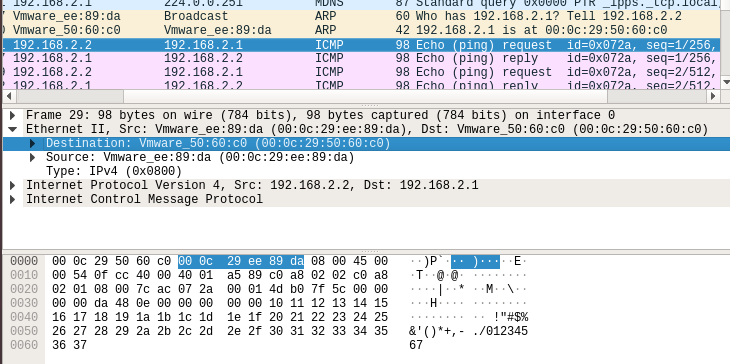 192.168.2.1 224.0.0.251 MDNS 87 Standard query 0x0000 PTR _ipps._tcp.local,
Vmware_ee:89:da Broadcast ARP 60 Who has 192.168.2.1? Tell 192.168.2.2
Vmware_50:60:c0 Vmware_ee:89:da ARP 42 192.168.2.1 is at 00:0c:29:50:60:c0
192.168.2.2 192.168.2.1 ICMP 98 Echo (ping) request id=0x072a, seq=1/256,
192.168.2.1 192.168.2.2 ICMP 98 Echo (ping) reply id=0x072a, seq=1/256,
192.168.2.2 192.168.2.1 ICMP 98 Echo (ping) request id=0x072a, seq=2/512,
192.168.2.1 192.168.2.2 ICMP 98 Echo (ping) reply id=0x072a, seq=2/512,
Frame 29: 98 bytes on wire (784 bits), 98 bytes captured (784 bits) on interface 0
Ethernet II, Src: Vmware_ee:89:da (00:0c:29:ee:89:da), Dst: Vmware_50:60:c0 (00:0c:29:50:60:c0)
Destination: Vmware_50:60:c0 (00:0c:29:50:60:c0)
Source: Vmware_ee:89:da (00:0c:29:ee:89:da)
Type: IPv4 (0x0800)
Internet Protocol Version 4, Src: 192.168.2.2, Dst: 192.168.2.1
Internet Control Message Protocol
0000 00 0c 29 50 60 c0 00 0c 29 ee 89 da 08 00 45 00 ··)P`··· )·····E·
0010 00 54 0f cc 40 00 40 01 a5 89 c0 a8 02 02 c0 a8 ·T··@·@· ········
0020 02 01 08 00 7c ac 07 2a 00 01 4d b0 7f 5c 00 00 ····|··* ··M··\··
0030 00 00 da 48 0e 00 00 00 00 00 10 11 12 13 14 15 ···H···· ········
0040 16 17 18 19 1a 1b 1c 1d 1e 1f 20 21 22 23 24 25 ········ ·· !"#$%
0050 26 27 28 29 2a 2b 2c 2d 2e 2f 30 31 32 33 34 35 &'()*+,- ./012345
0060 36 37 67